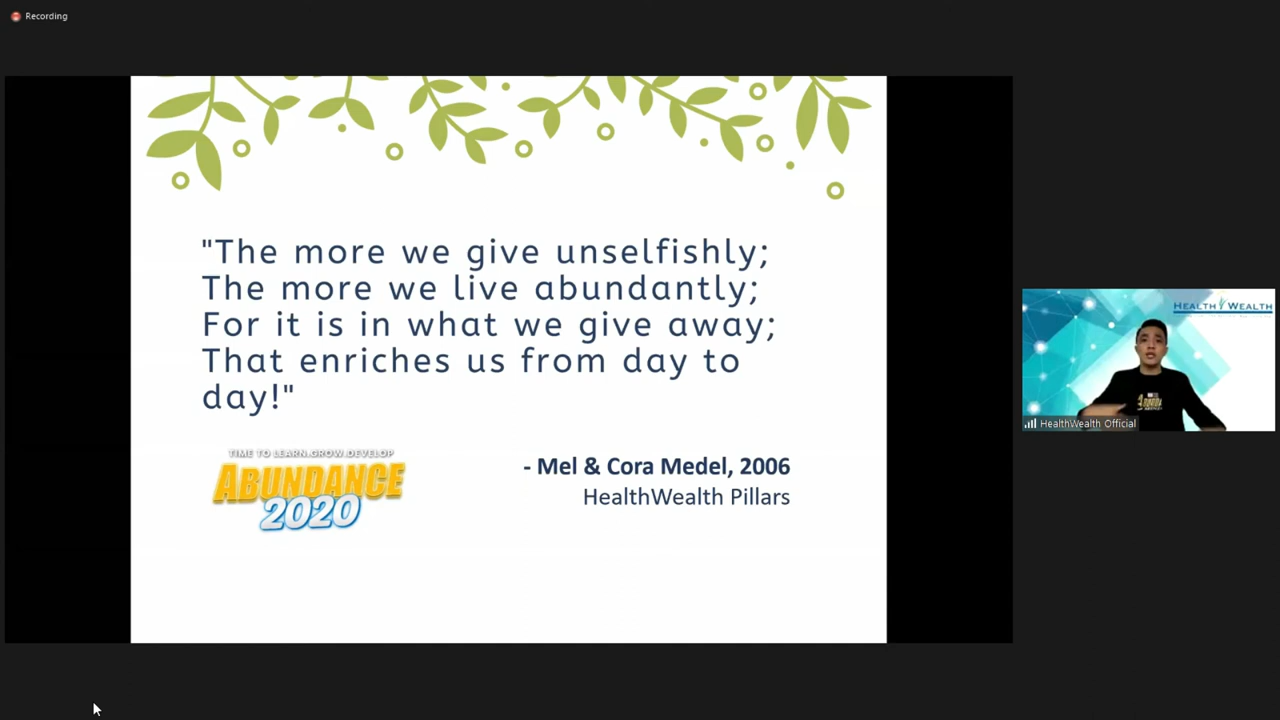 Recording
"The more we give unselfishly;
The more we live abundantly;
For it is in what we give away;
That enriches us from day to
day!"
TIME TO LEARN.GROW.DEVELOP
ABUNDANCE
2020
- Mel & Cora Medel, 2006
HealthWealth Pillars
HEALTH WEALTH
HealthWealth Official